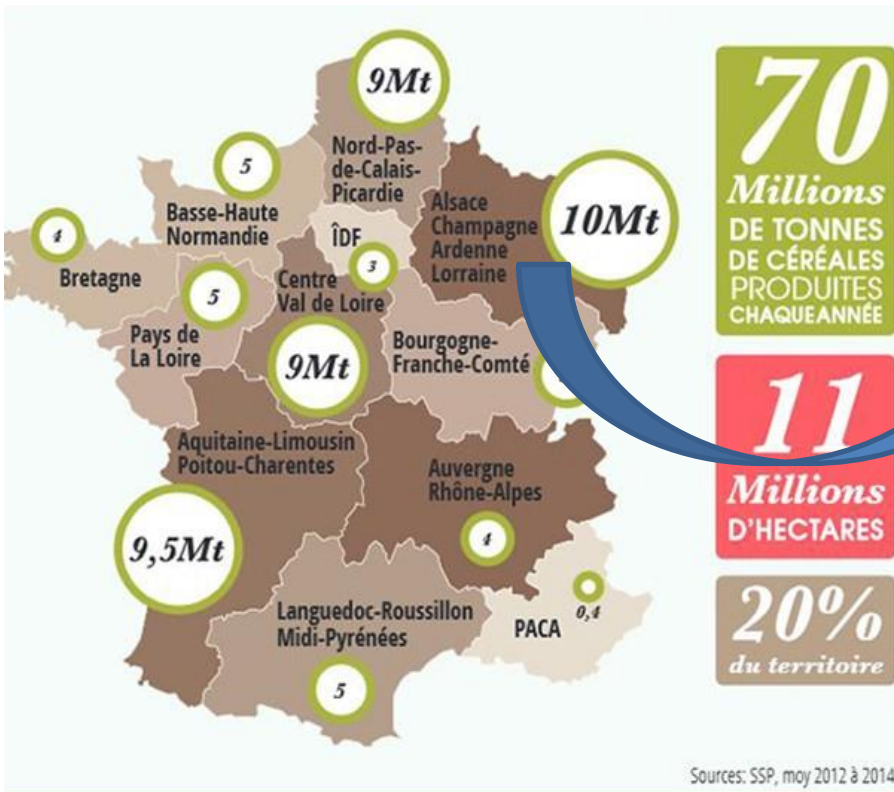 9Mt
Nord-Pas-
de-Calais-
Picardie
5
Basse-Haute
Normandie
4
Bretagne
ÎDF
3
Alsace
Champagne
Ardenne
Lorraine
10Mt
5
Pays de
La Loire
Centre
Val de Loire
9Mt
Bourgogne-
Franche-Comté
Aquitaine-Limousin
Poitou-Charentes
9,5Mt
Auvergne
Rhône-Alpes
4
Languedoc-Roussillon
Midi-Pyrénées
5
PACA
0,4
70
Millions
DE TONNES
DE CÉRÉALES
PRODUITES
CHAQUE ANNÉE
11
Millions
D'HECTARES
20%
du territoire
Sources: SSP, moy 2012 à 2014